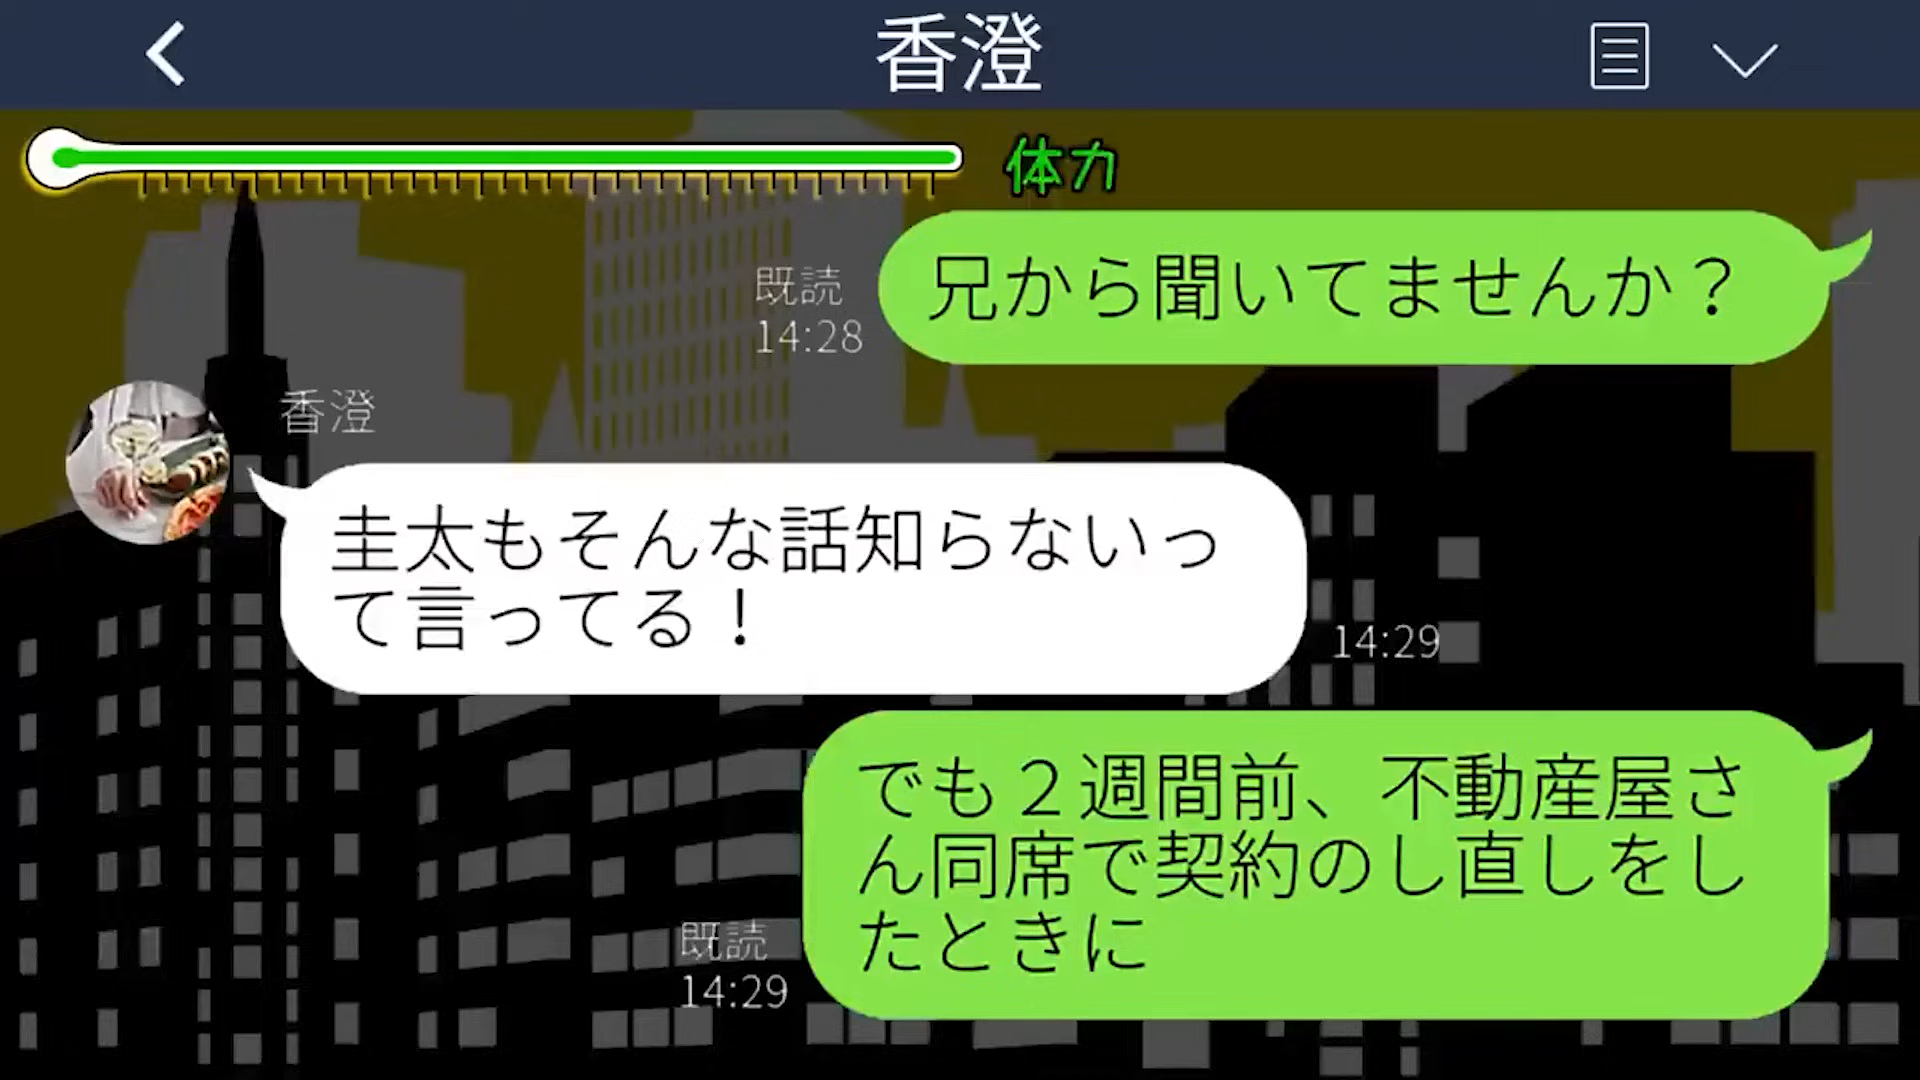 香澄
体力
兄から聞いてませんか？
既読
14:28
香澄
圭太もそんな話知らないっ
て言ってる！
14:29
でも２週間前、不動産屋さ
ん同席で契約のし直しをし
たときに
既読
14:29